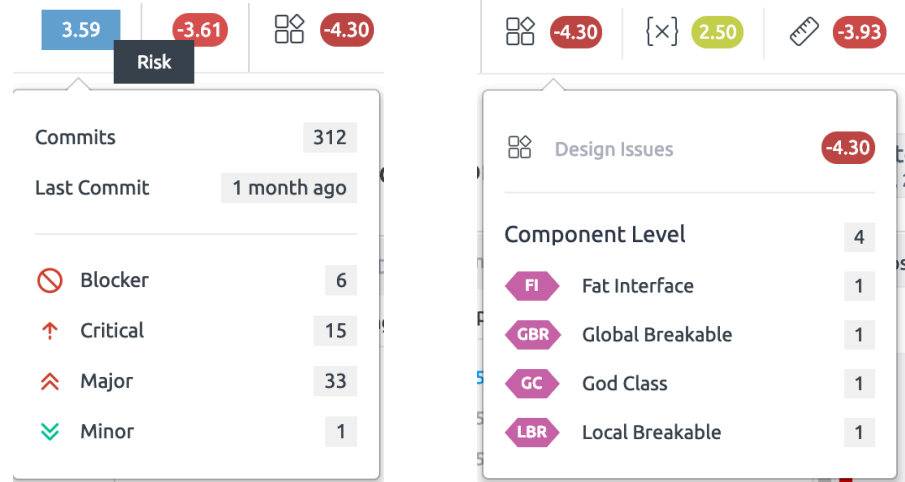 3.59
-3.61
-4.30
Risk
Commits
312
Last Commit
1 month ago
Blocker
6
Critical
15
Major
33
Minor
1
-4.30
{×}
2.50
-3.93
Design Issues
-4.30
Component Level
4
FI
Fat Interface
1
GBR
Global Breakable
1
GC
God Class
1
LBR
Local Breakable
1